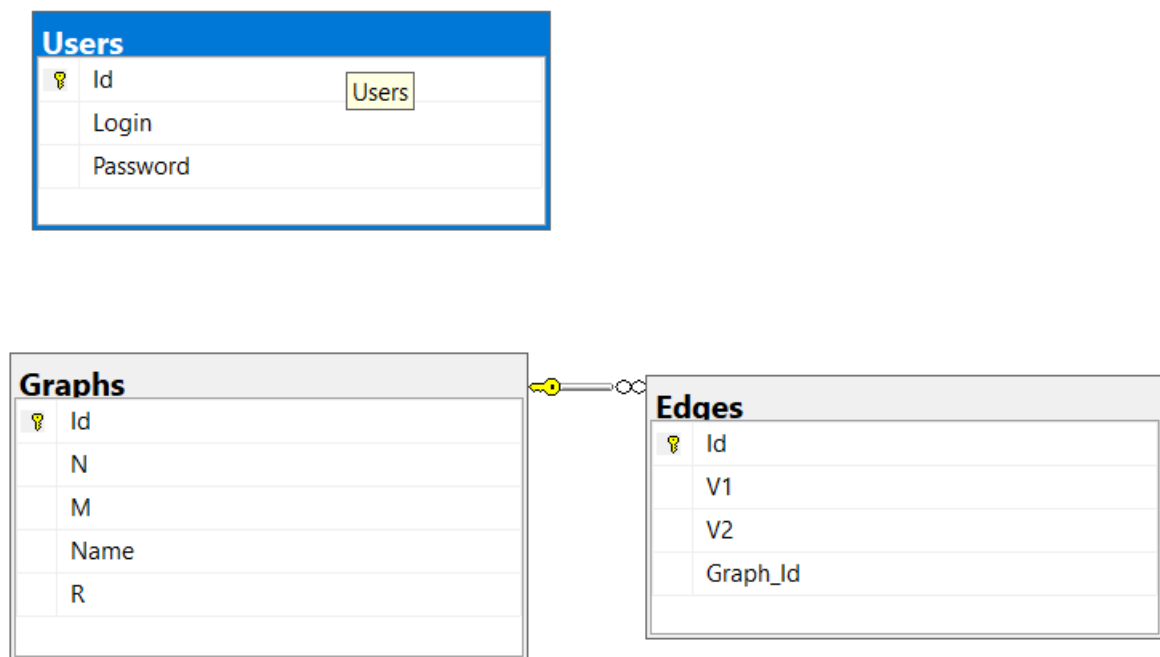 Users
Id
Users
Login
Password
Graphs
Id
N
M
Name
R
Edges
Id
V1
V2
Graph_Id